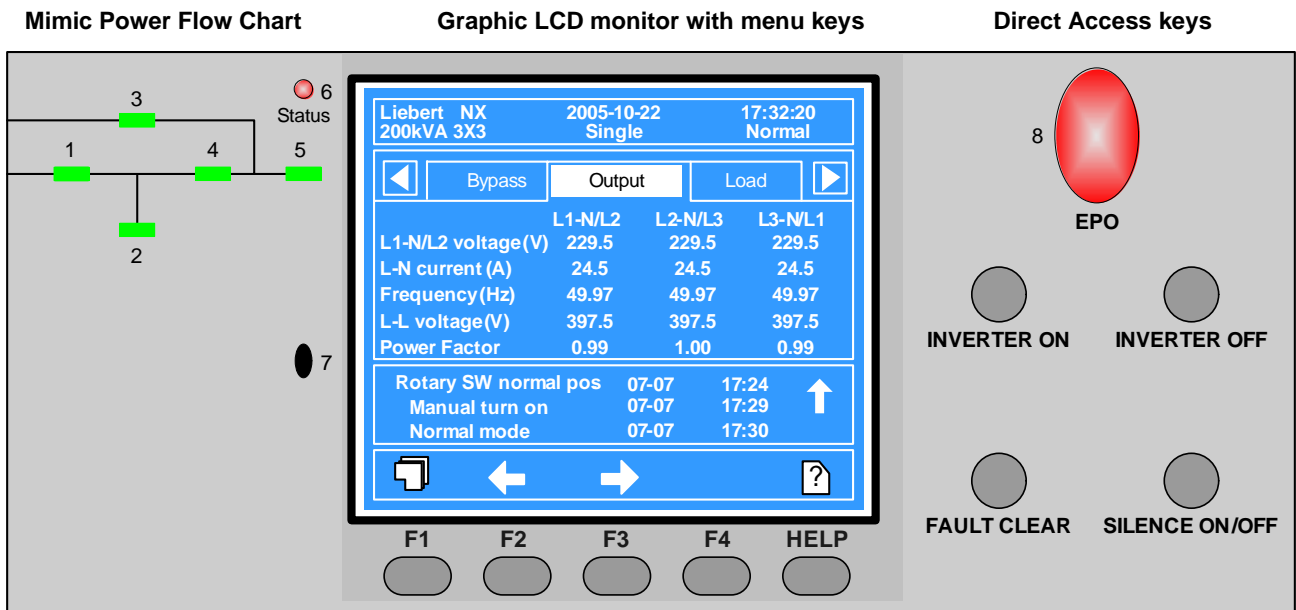 Mimic Power Flow Chart
Graphic LCD monitor with menu keys
Direct Access keys
6
Status
3
1
4
5
2
7
Liebert NX 2005-10-22 17:32:20
200kVA 3X3 Single Normal
Bypass Output Load
L1-N/L2 L2-N/L3 L3-N/L1
L1-N/L2 voltage(V) 229.5 229.5 229.5
L-N current (A) 24.5 24.5 24.5
Frequency(Hz) 49.97 49.97 49.97
L-L voltage(V) 397.5 397.5 397.5
Power Factor 0.99 1.00 0.99
Rotary SW normal pos 07-07 17:24
Manual turn on 07-07 17:29
Normal mode 07-07 17:30
?
F1 F2 F3 F4 HELP
8
EPO
INVERTER ON INVERTER OFF
FAULT CLEAR SILENCE ON/OFF